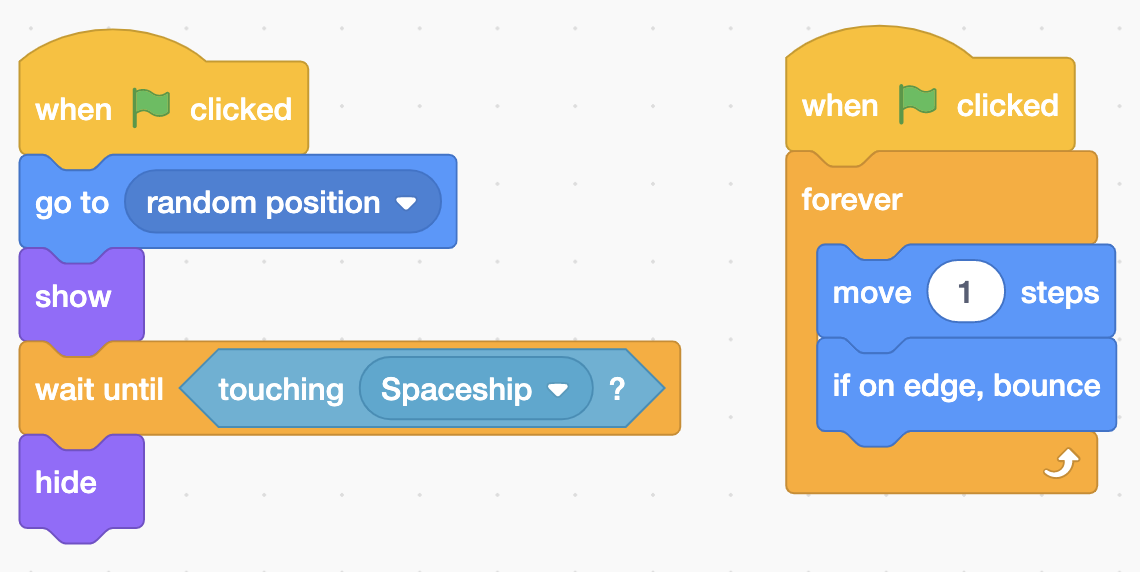 when clicked
go to random position
show
wait until touching Spaceship ?
hide
when clicked
forever
move 1 steps
if on edge, bounce